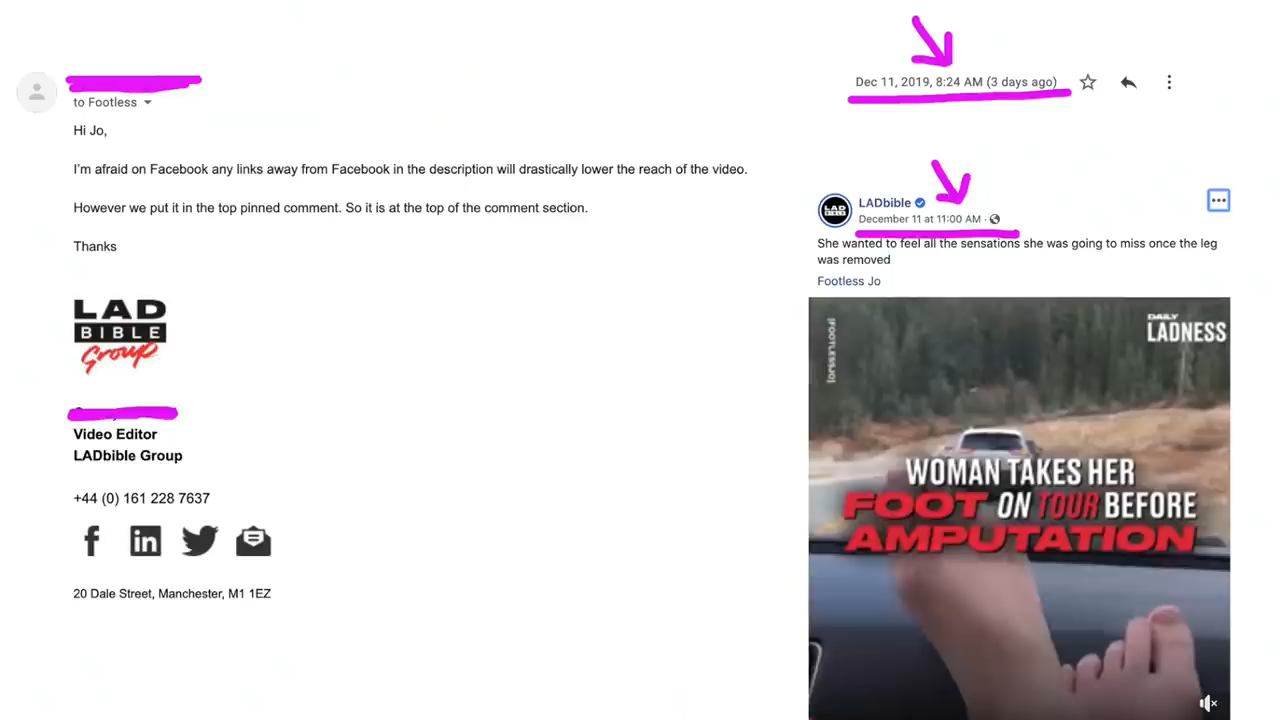 to Footless
Hi Jo,
I'm afraid on Facebook any links away from Facebook in the description will drastically lower the reach of the video.
However we put it in the top pinned comment. So it is at the top of the comment section.
Thanks
LAD
BIBLE
Group
Video Editor
LADbible Group
+44 (0) 161 228 7637
20 Dale Street, Manchester, M1 1EZ
Dec 11, 2019, 8:24 AM (3 days ago)
LAD
BIBLE
LADbible
December 11 at 11:00 AM ·
She wanted to feel all the sensations she was going to miss once the leg
was removed
Footless Jo
[FOOTLESSJO]
DAILY
LADNESS
WOMAN TAKES HER
FOOT ON TOUR BEFORE
AMPUTATION